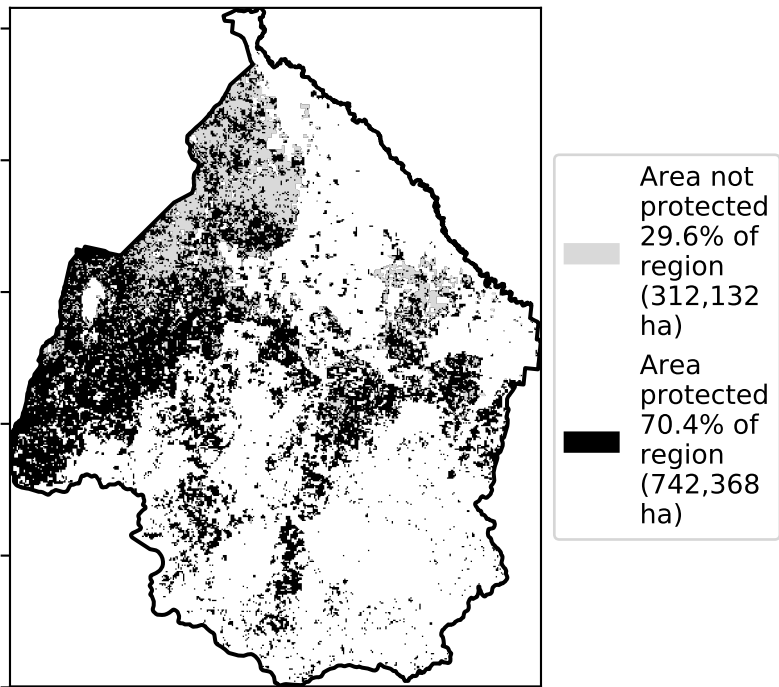 Area not
protected
29.6% of
region
(312,132
ha)
Area
protected
70.4% of
region
(742,368
ha)